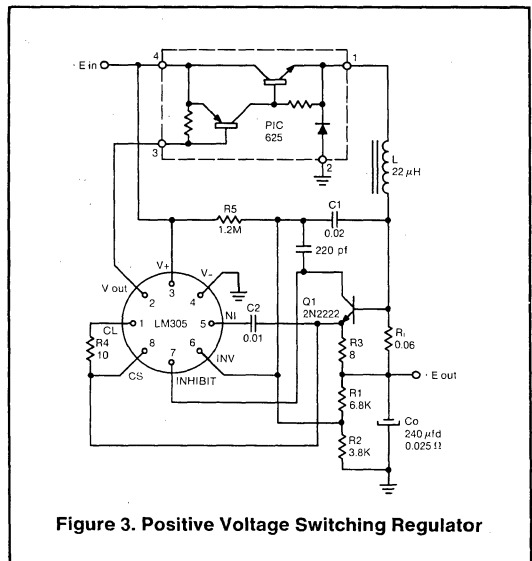 · E in
4
1
PIC
625
3
2
L
22 μH
R5
1.2M
C1
0.02
220 pf
V+
V-
V out
3
2
4
NI
C2
0.01
Q1
2N2222
CL
1
LM305
5
R4
10
8
7
6
INV
CS
INHIBIT
R3
8
Ri
0.06
· E out
R1
6.8K
Co
240 μfd
0.025 Ω
R2
3.8K
Figure 3. Positive Voltage Switching Regulator